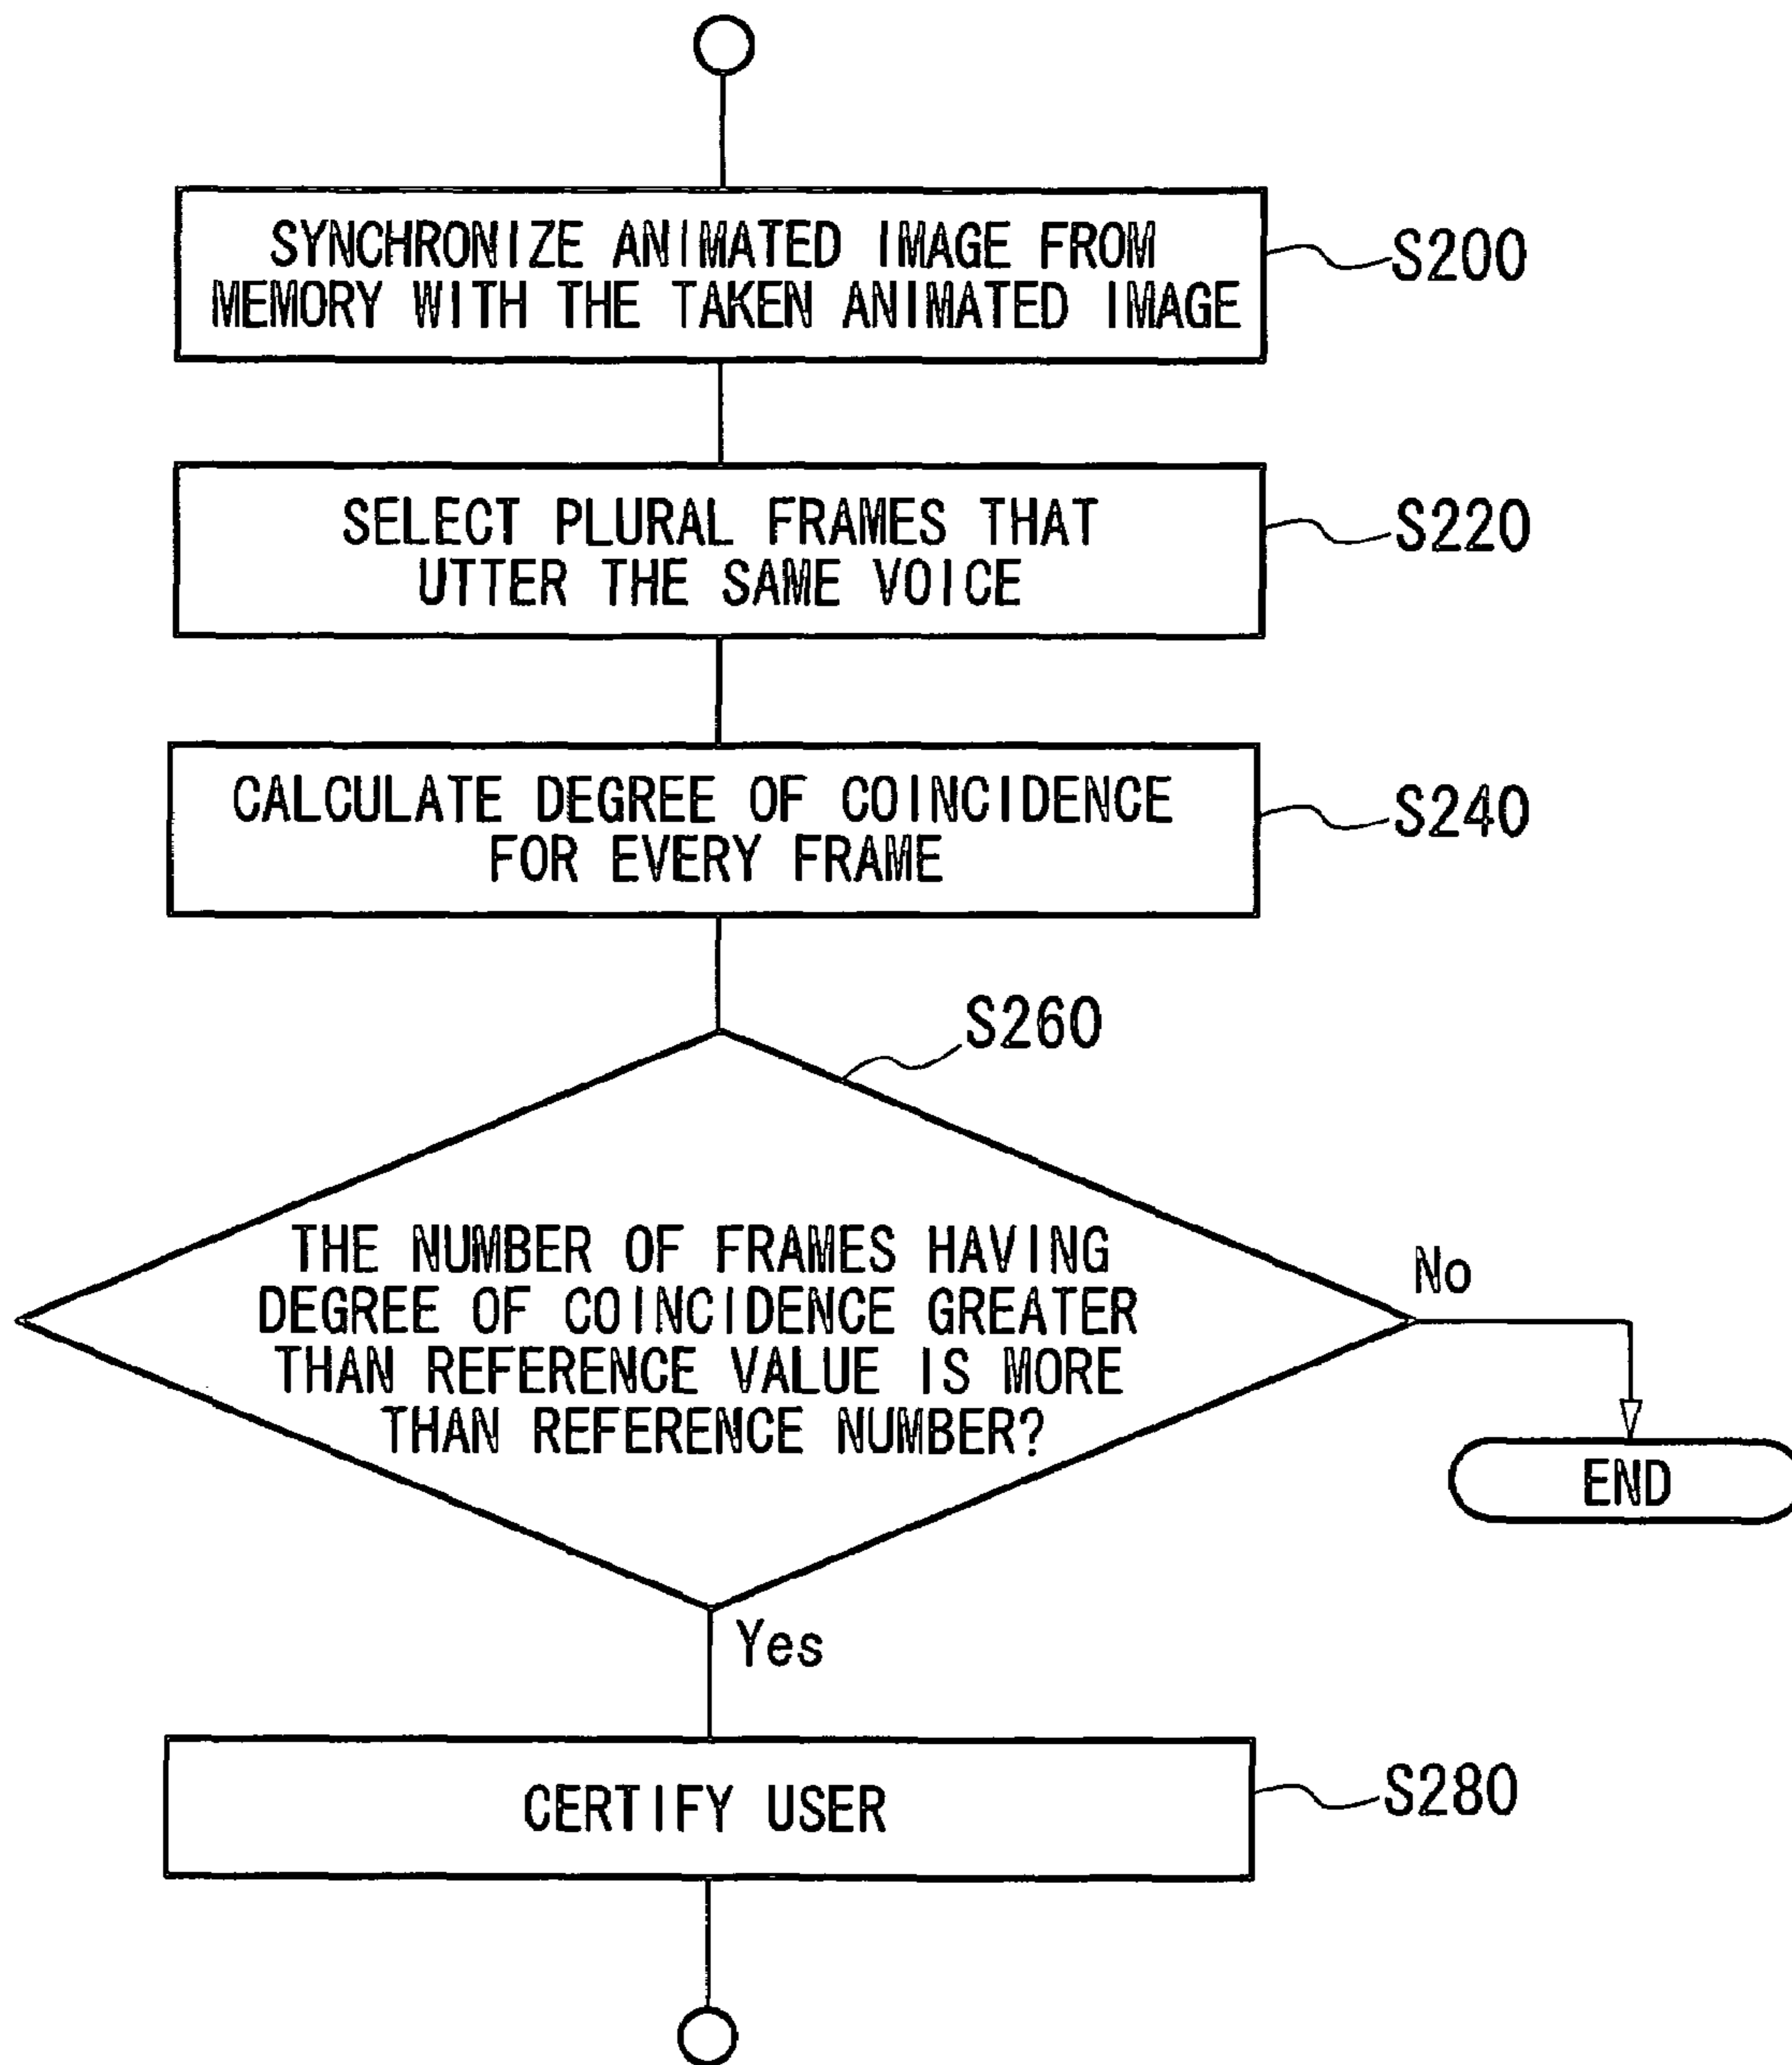 SYNCHRONIZE ANIMATED IMAGE FROM
MEMORY WITH THE TAKEN ANIMATED IMAGE
S200
SELECT PLURAL FRAMES THAT
UTTER THE SAME VOICE
S220
CALCULATE DEGREE OF COINCIDENCE
FOR EVERY FRAME
S240
S260
THE NUMBER OF FRAMES HAVING
DEGREE OF COINCIDENCE GREATER
THAN REFERENCE VALUE IS MORE
THAN REFERENCE NUMBER?
No
END
Yes
CERTIFY USER
S280